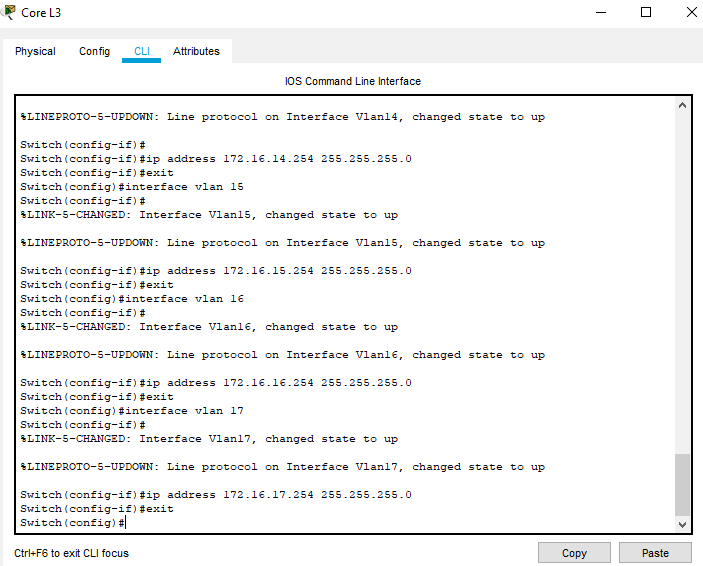 Core L3
Physical Config CLI Attributes
IOS Command Line Interface
%LINEPROTO-5-UPDOWN: Line protocol on Interface Vlan14, changed state to up
Switch(config-if)#
Switch(config-if)#ip address 172.16.14.254 255.255.255.0
Switch(config-if)#exit
Switch(config)#interface vlan 15
Switch(config-if)#
%LINK-5-CHANGED: Interface Vlan15, changed state to up
%LINEPROTO-5-UPDOWN: Line protocol on Interface Vlan15, changed state to up
Switch(config-if)#ip address 172.16.15.254 255.255.255.0
Switch(config-if)#exit
Switch(config)#interface vlan 16
Switch(config-if)#
%LINK-5-CHANGED: Interface Vlan16, changed state to up
%LINEPROTO-5-UPDOWN: Line protocol on Interface Vlan16, changed state to up
Switch(config-if)#ip address 172.16.16.254 255.255.255.0
Switch(config-if)#exit
Switch(config)#interface vlan 17
Switch(config-if)#
%LINK-5-CHANGED: Interface Vlan17, changed state to up
%LINEPROTO-5-UPDOWN: Line protocol on Interface Vlan17, changed state to up
Switch(config-if)#ip address 172.16.17.254 255.255.255.0
Switch(config-if)#exit
Switch(config)#
Ctrl+F6 to exit CLI focus Copy Paste